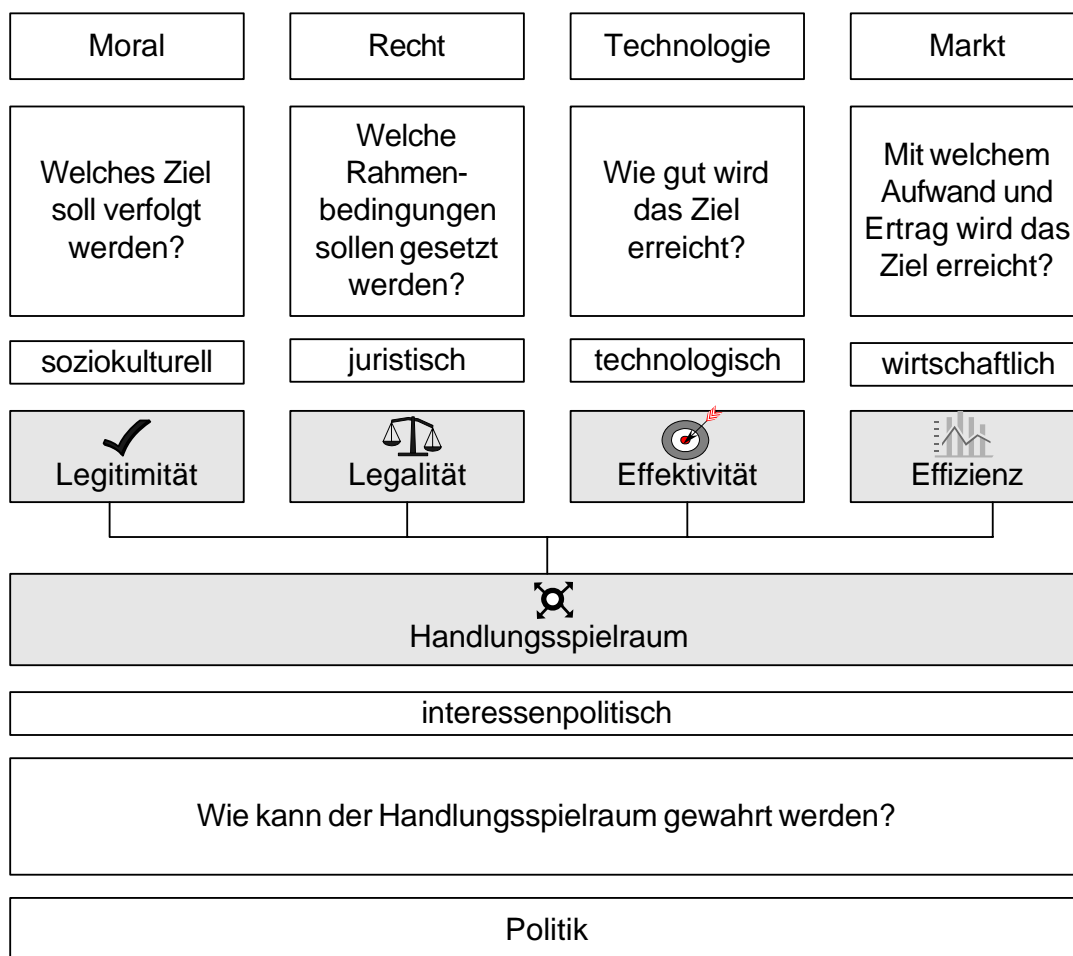 Moral
Recht
Technologie
Markt
Welches Ziel
soll verfolgt
werden?
Welche
Rahmen-
bedingungen
sollen gesetzt
werden?
Wie gut wird
das Ziel
erreicht?
Mit welchem
Aufwand und
Ertrag wird das
Ziel erreicht?
soziokulturell
juristisch
technologisch
wirtschaftlich
Legitimität
Legalität
Effektivität
Effizienz
Handlungsspielraum
interessenpolitisch
Wie kann der Handlungsspielraum gewahrt werden?
Politik